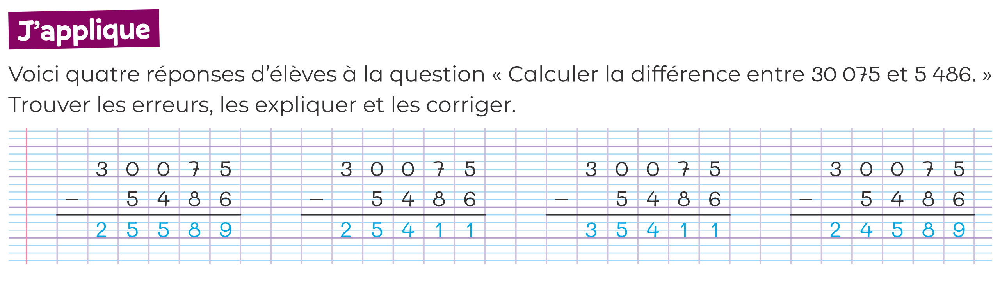 J'applique
Voici quatre réponses d'élèves à la question « Calculer la différence entre 30 075 et 5 486. »
Trouver les erreurs, les expliquer et les corriger.
3 0 0 7 5 3 0 0 7 5 3 0 0 7 5 3 0 0 7 5
− 5 4 8 6 − 5 4 8 6 − 5 4 8 6 − 5 4 8 6
2 5 5 8 9 2 5 4 1 1 3 5 4 1 1 2 4 5 8 9